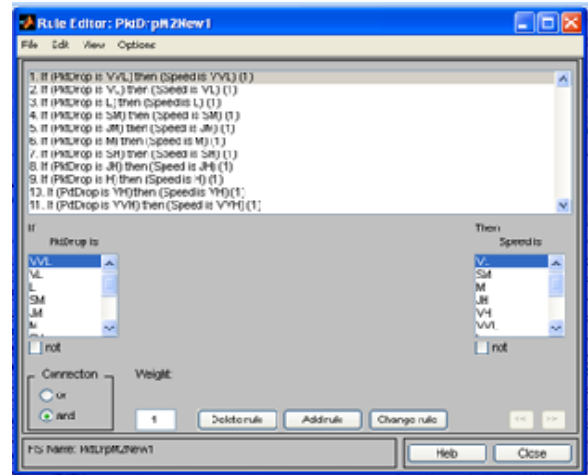 Rule Editor: PktDrpM2New1
File Edit View Options
1. If (PktDrop is VVL) then (Speed is VVL) (1)
2. If (PktDrop is VL) then (Speed is VL) (1)
3. If (PktDrop is L) then (Speed is L) (1)
4. If (PktDrop is SM) then (Speed is SM) (1)
5. If (PktDrop is JM) then (Speed is JM) (1)
6. If (PktDrop is M) then (Speed is M) (1)
7. If (PktDrop is SH) then (Speed is SH) (1)
8. If (PktDrop is JH) then (Speed is JH) (1)
9. If (PktDrop is H) then (Speed is H) (1)
10. If (PktDrop is VH) then (Speed is VH) (1)
11. If (PktDrop is VVH) then (Speed is VVH) (1)
If
PktDrop is
VVL
VL
L
SM
JM
M
not
Then
Speed is
VL
SM
M
JH
VH
VVL
not
Connection
or
and
Weight:
1
Delete rule
Add rule
Change rule
<< >>
FIS Name: PktDrpM2New1
Help
Close